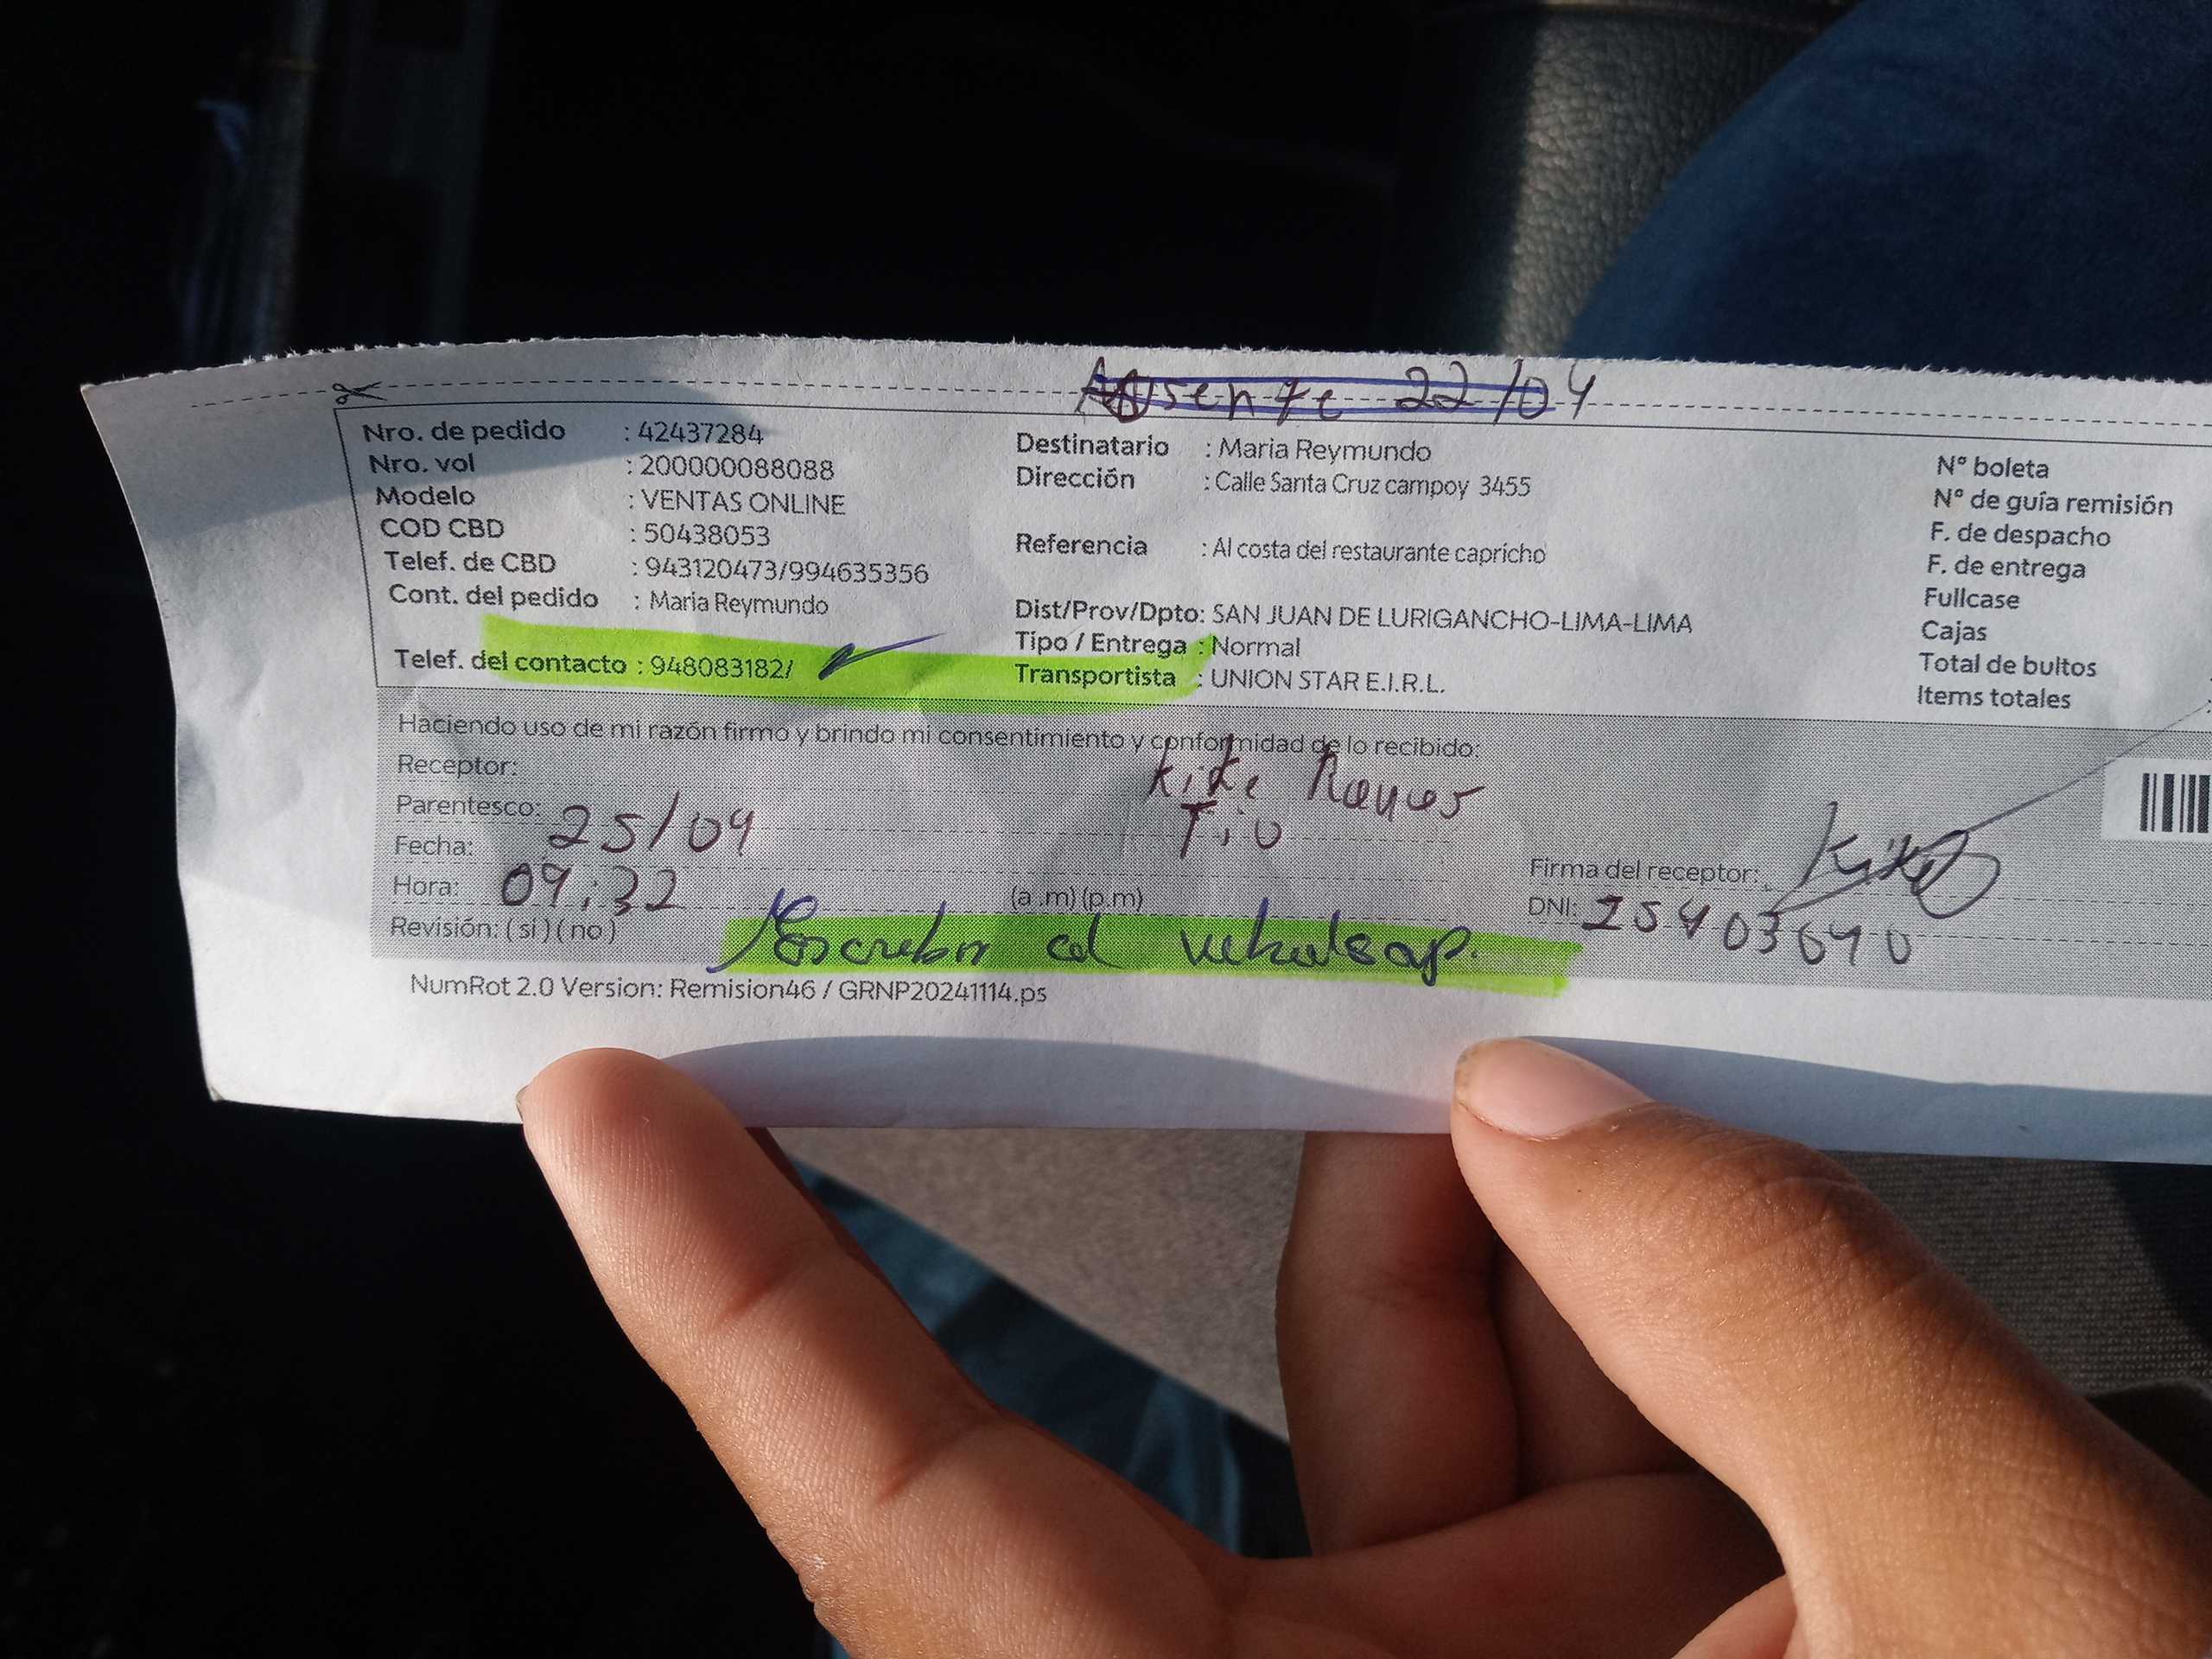 Ausente 22/04
Nro. de pedido : 42437284
Nro. vol : 200000088088
Modelo : VENTAS ONLINE
COD CBD : 50438053
Telef. de CBD : 943120473/994635356
Cont. del pedido : Maria Reymundo
Telef. del contacto : 948083182/
Destinatario : Maria Reymundo
Dirección : Calle Santa Cruz campoy 3455
Referencia : Al costa del restaurante capricho
Dist/Prov/Dpto: SAN JUAN DE LURIGANCHO-LIMA-LIMA
Tipo / Entrega : Normal
Transportista : UNION STAR E.I.R.L.
N° boleta
N° de guía remisión
F. de despacho
F. de entrega
Fullcase
Cajas
Total de bultos
Items totales :
Haciendo uso de mi razón firmo y brindo mi consentimiento y conformidad de lo recibido:
Receptor: Kike
Parentesco: Tio
Fecha: 25/04
Hora: 09:32 (a .m) (p.m)
Revisión: ( si ) ( no )
Firma del receptor: Kike
DNI:
al
NumRot 2.0 Version: Remision46 / GRNP20241114.ps